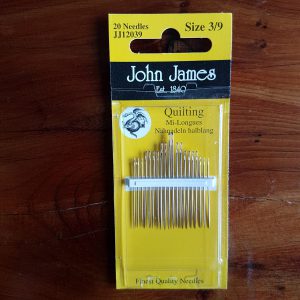 20 Needles Size 3/9
JJ12039
John James
Est. 1840
Quilting
Mi-Longues
Nähnadeln halblang
Finest Quality Needles